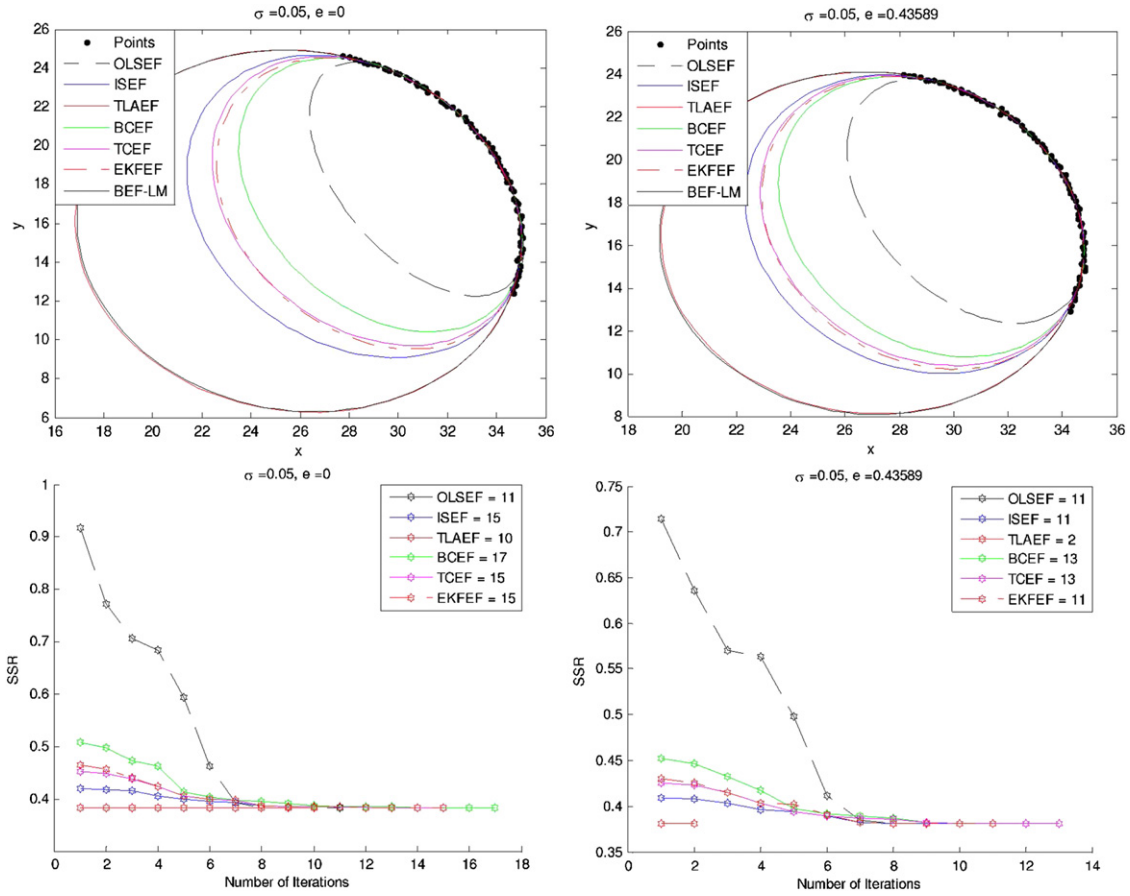 σ =0.05, e =0
26
24
22
20
18
16
14
12
10
8
6
Points
OLSEF
ISEF
TLAEF
BCEF
TCEF
EKFEF
BEF-LM
y
16 18 20 22 24 26 28 30 32 34 36
x
σ =0.05, e =0.43589
26
24
22
20
18
16
14
12
10
8
Points
OLSEF
ISEF
TLAEF
BCEF
TCEF
EKFEF
BEF-LM
y
18 20 22 24 26 28 30 32 34 36
x
σ =0.05, e =0
1
0.9
0.8
0.7
0.6
0.5
0.4
OLSEF = 11
ISEF = 15
TLAEF = 10
BCEF = 17
TCEF = 15
EKFEF = 15
SSR
0 2 4 6 8 10 12 14 16 18
Number of Iterations
σ =0.05, e =0.43589
0.75
0.7
0.65
0.6
0.55
0.5
0.45
0.4
0.35
OLSEF = 11
ISEF = 11
TLAEF = 2
BCEF = 13
TCEF = 13
EKFEF = 11
SSR
0 2 4 6 8 10 12 14
Number of Iterations